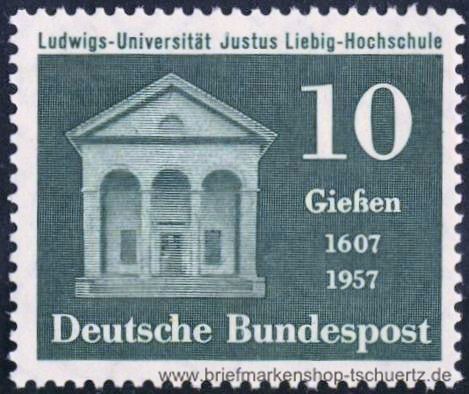 Ludwigs-Universität Justus Liebig-Hochschule
10
Gießen
1607
1957
Deutsche Bundespost
www.briefmarkenshop-tschuertz.de